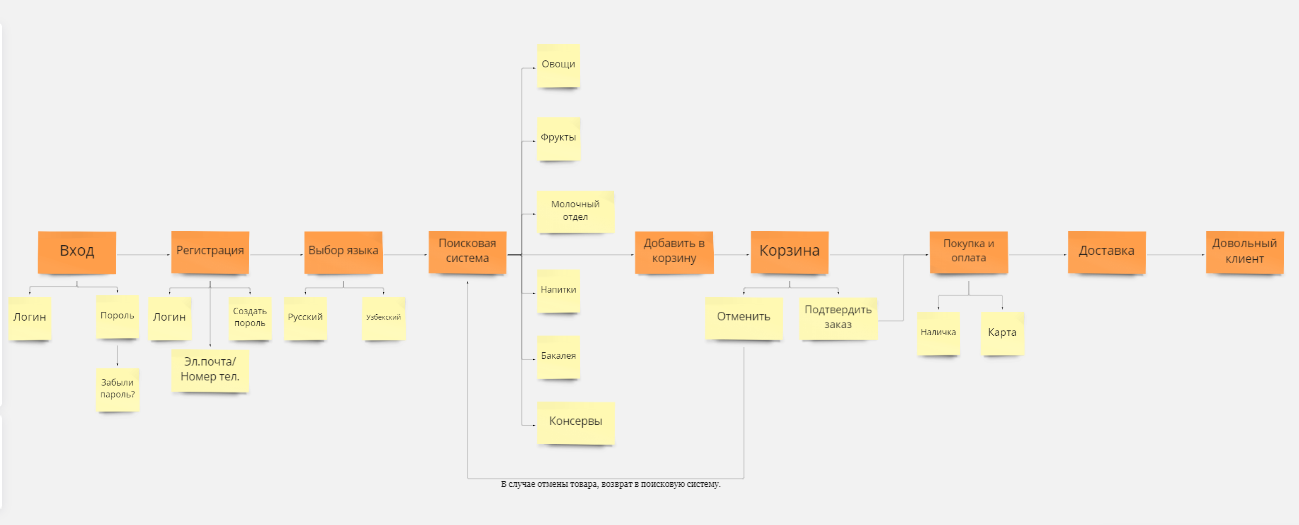 Овощи
Фрукты
Молочный
отдел
Вход
Регистрация
Выбор языка
Поисковая
система
Добавить в
корзину
Корзина
Покупка и
оплата
Доставка
Довольный
клиент
Напитки
Логин
Пароль
Логин
Создать
пароль
Русский
Узбекский
Отменить
Подтвердить
заказ
Наличка
Карта
Бакалея
Эл.почта/
Номер тел.
Забыли
пароль?
Консервы
В случае отмены товара, возврат в поисковую систему.